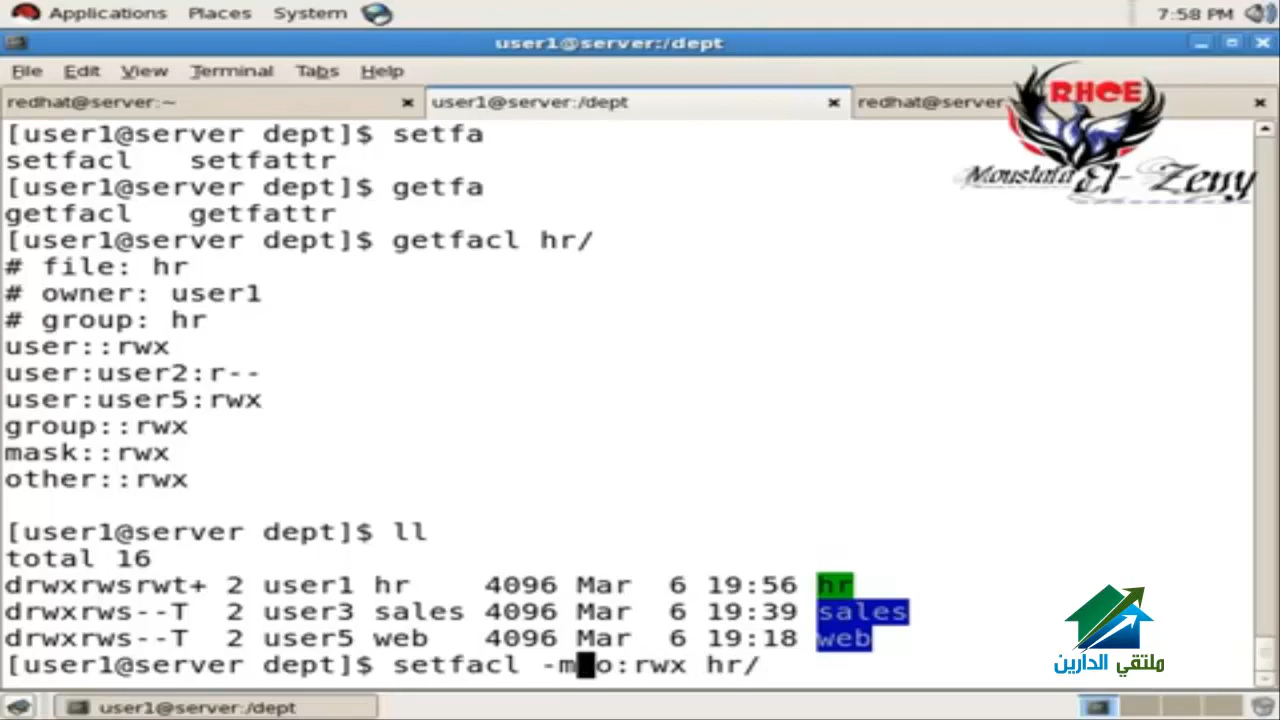 Applications Places System 7:58 PM
user1@server:/dept
File Edit View Terminal Tabs Help
redhat@server:~ user1@server:/dept redhat@server
RHCE
Moustafa El-Zeny
[user1@server dept]$ setfa
setfacl setfattr
[user1@server dept]$ getfa
getfacl getfattr
[user1@server dept]$ getfacl hr/
# file: hr
# owner: user1
# group: hr
user::rwx
user:user2:r--
user:user5:rwx
group::rwx
mask::rwx
other::rwx
[user1@server dept]$ ll
total 16
drwxrwsrwt+ 2 user1 hr 4096 Mar 6 19:56 hr
drwxrws--T 2 user3 sales 4096 Mar 6 19:39 sales
drwxrws--T 2 user5 web 4096 Mar 6 19:18 web
[user1@server dept]$ setfacl -m o:rwx hr/
ملتقي الدارين
user1@server:/dept